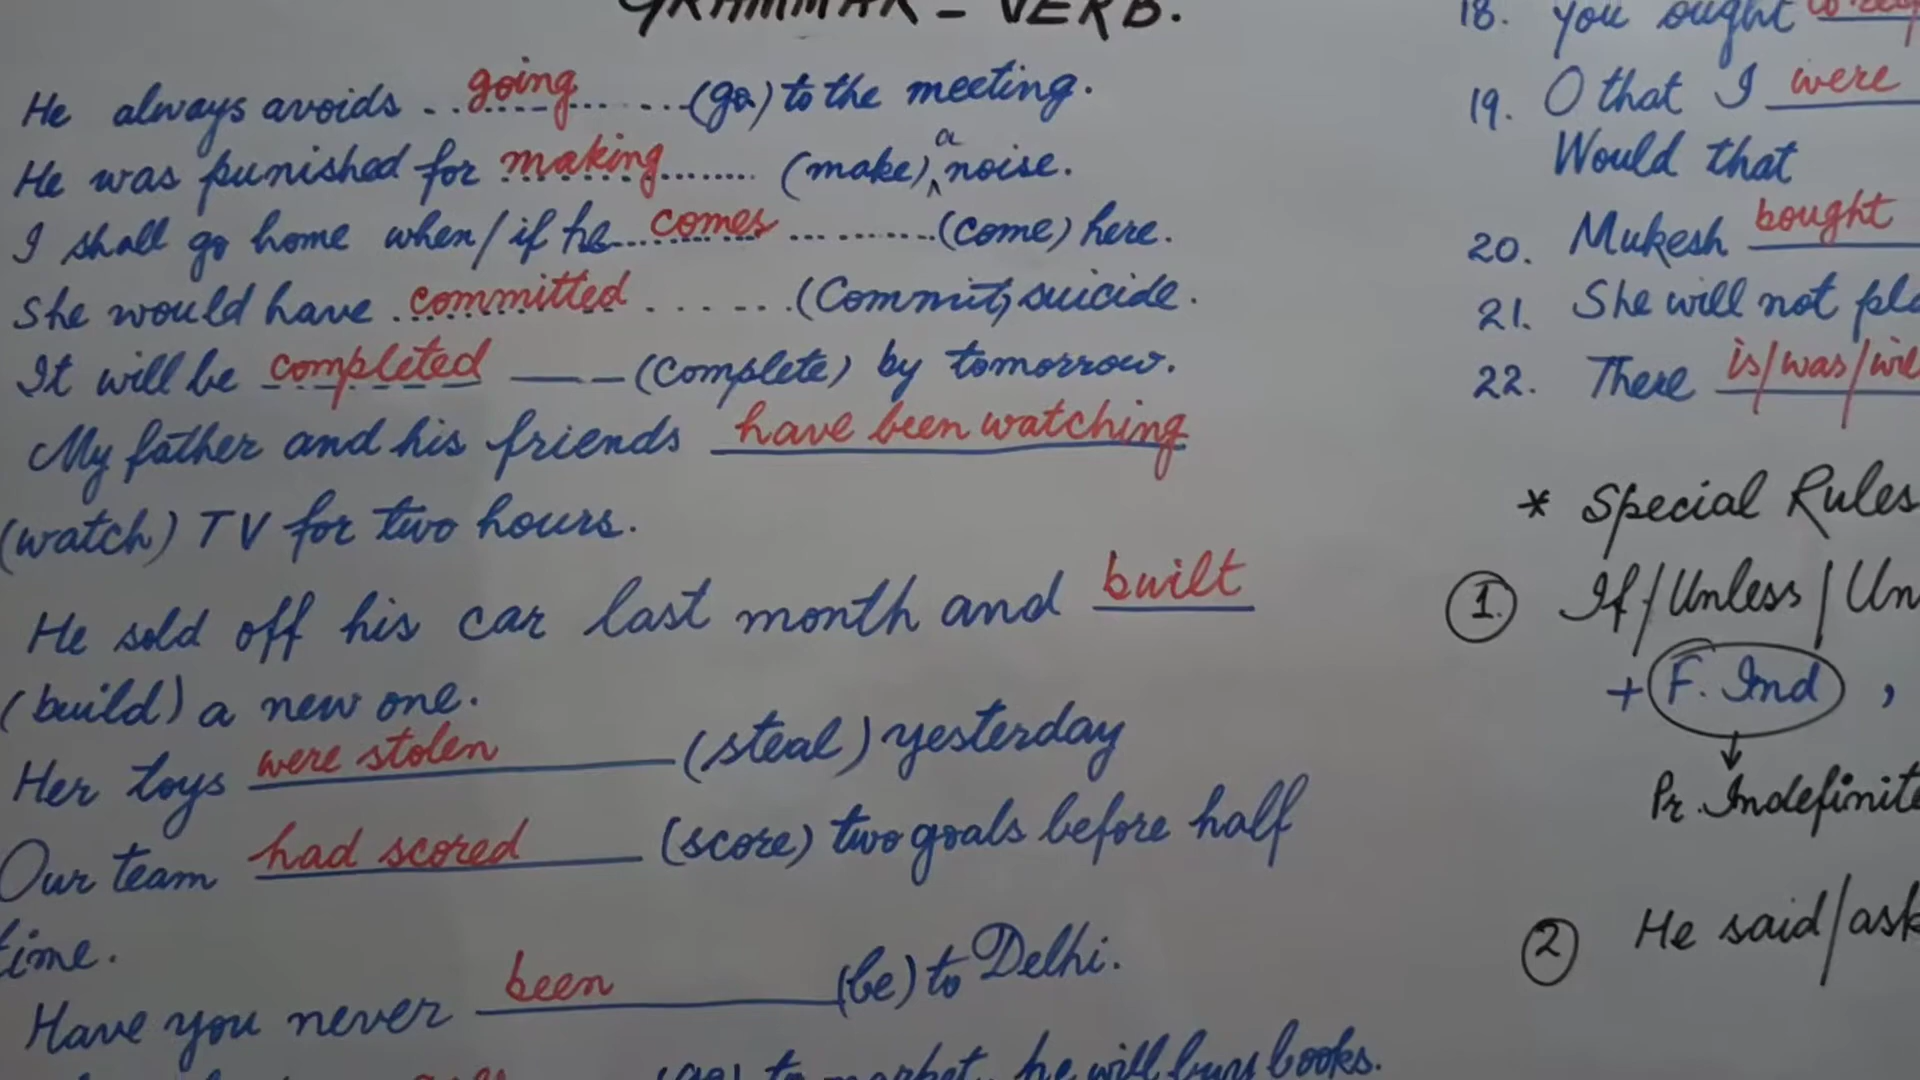 GRAMMAR - VERB.
He always avoids going (go) to the meeting.
He was punished for making (make) a noise.
I shall go home when/if he comes (come) here.
She would have committed (Commit) suicide.
It will be completed (Complete) by tomorrow.
My father and his friends have been watching
(watch) TV for two hours.
He sold off his car last month and built
(build) a new one.
Her toys were stolen (steal) yesterday
Our team had scored (score) two goals before half
time.
Have you never been (be) to Delhi.
(go) to market, he will buy books.
18. You ought to
19. O that I were
Would that
20. Mukesh bought
21. She will not
22. There is/was/
* Special Rules
1. If/Unless/
+ F. Ind ,
↓
Pr. Indefinite
2 He said/